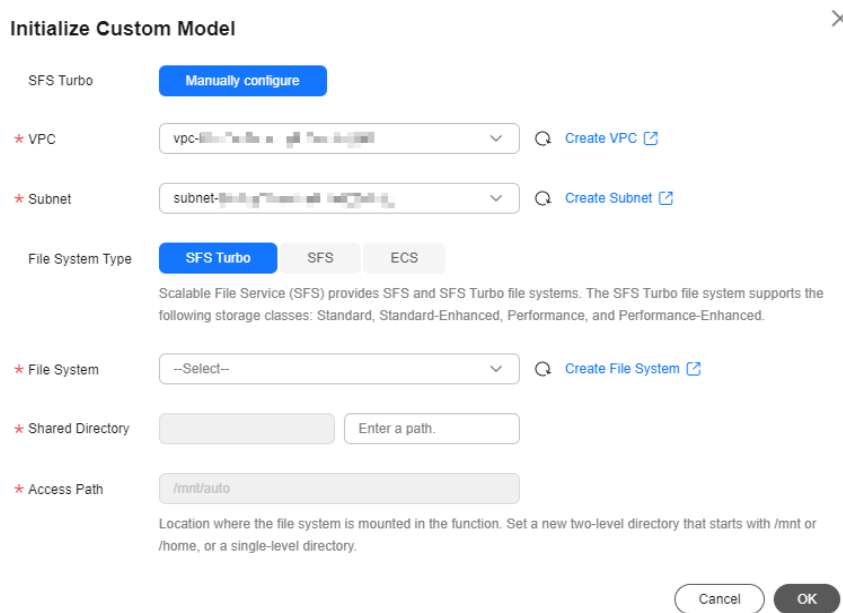 Initialize Custom Model
SFS Turbo Manually configure
* VPC vpc- Create VPC
* Subnet subnet- Create Subnet
File System Type SFS Turbo SFS ECS
Scalable File Service (SFS) provides SFS and SFS Turbo file systems. The SFS Turbo file system supports the
following storage classes: Standard, Standard-Enhanced, Performance, and Performance-Enhanced.
* File System --Select-- Create File System
* Shared Directory Enter a path.
* Access Path /mnt/auto
Location where the file system is mounted in the function. Set a new two-level directory that starts with /mnt or
/home, or a single-level directory.
Cancel OK